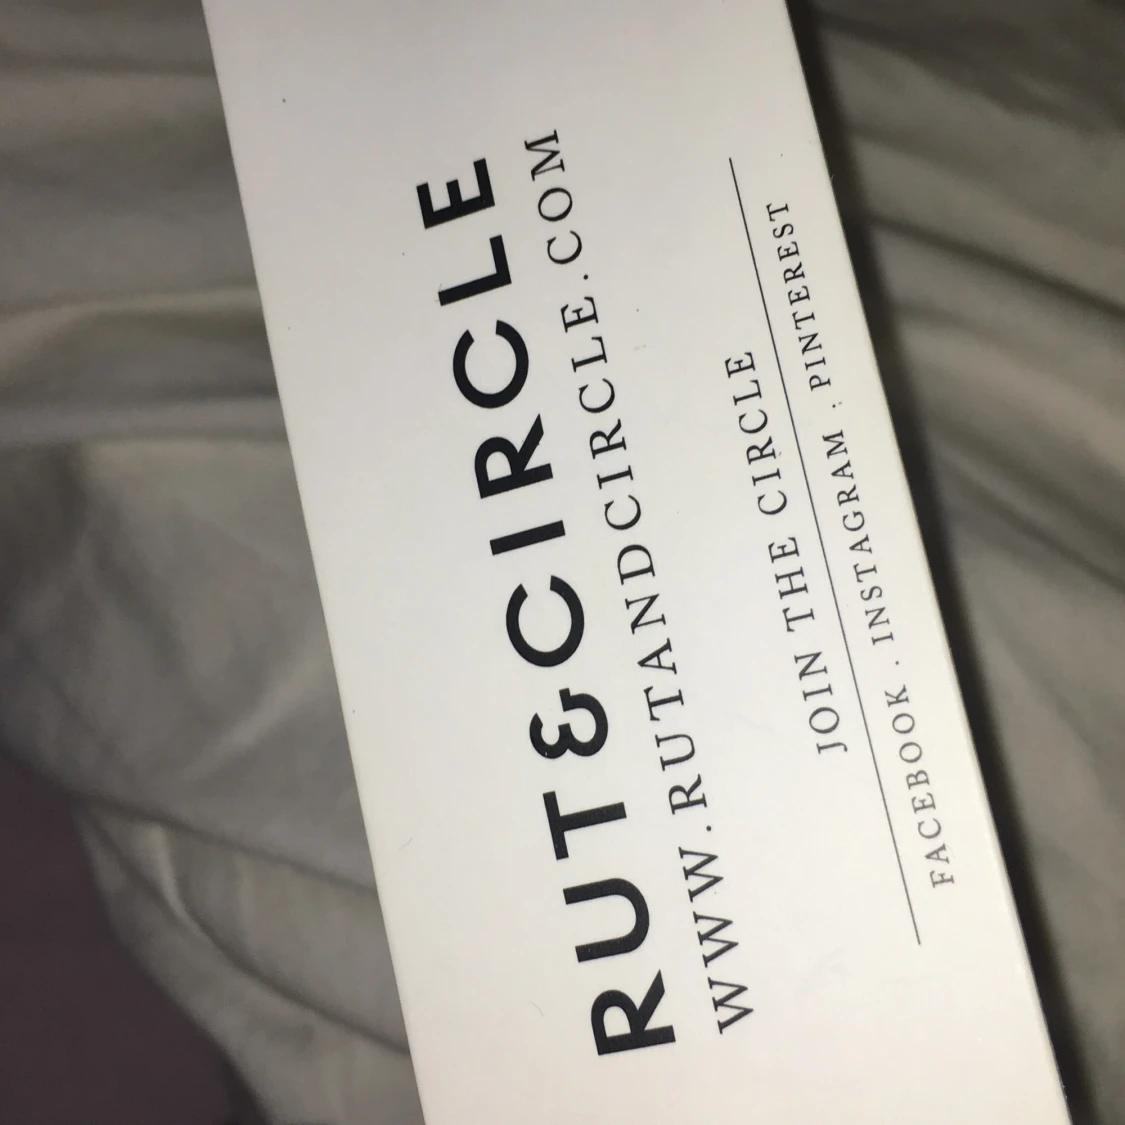 RUT&CIRCLE
WWW.RUTANDCIRCLE.COM
JOIN THE CIRCLE
FACEBOOK . INSTAGRAM . PINTEREST